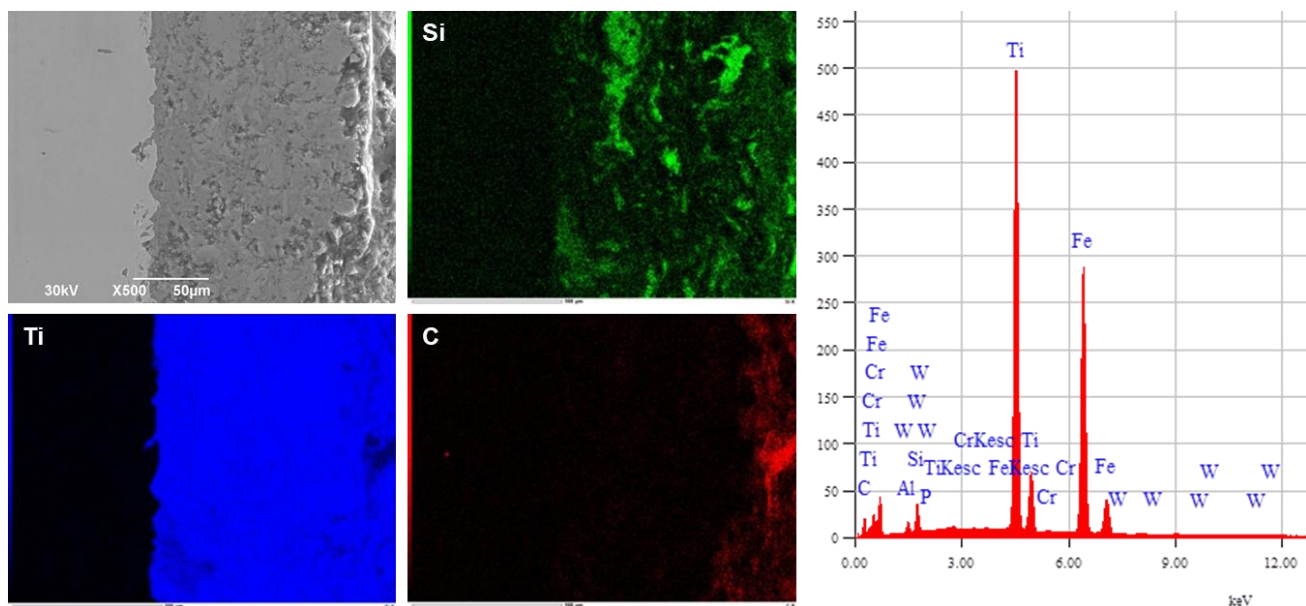 30kV X500 50µm
Si
Ti
C
550
500
450
400
350
300
250
200
150
100
50
0
Ti
Fe
Fe
Fe
Cr W
Cr W
Ti W W
CrKesc Ti
Ti Si
TiKesc FeKesc Cr Fe
W W
C Al P
Cr W W W W
0.00 3.00 6.00 9.00 12.00
keV